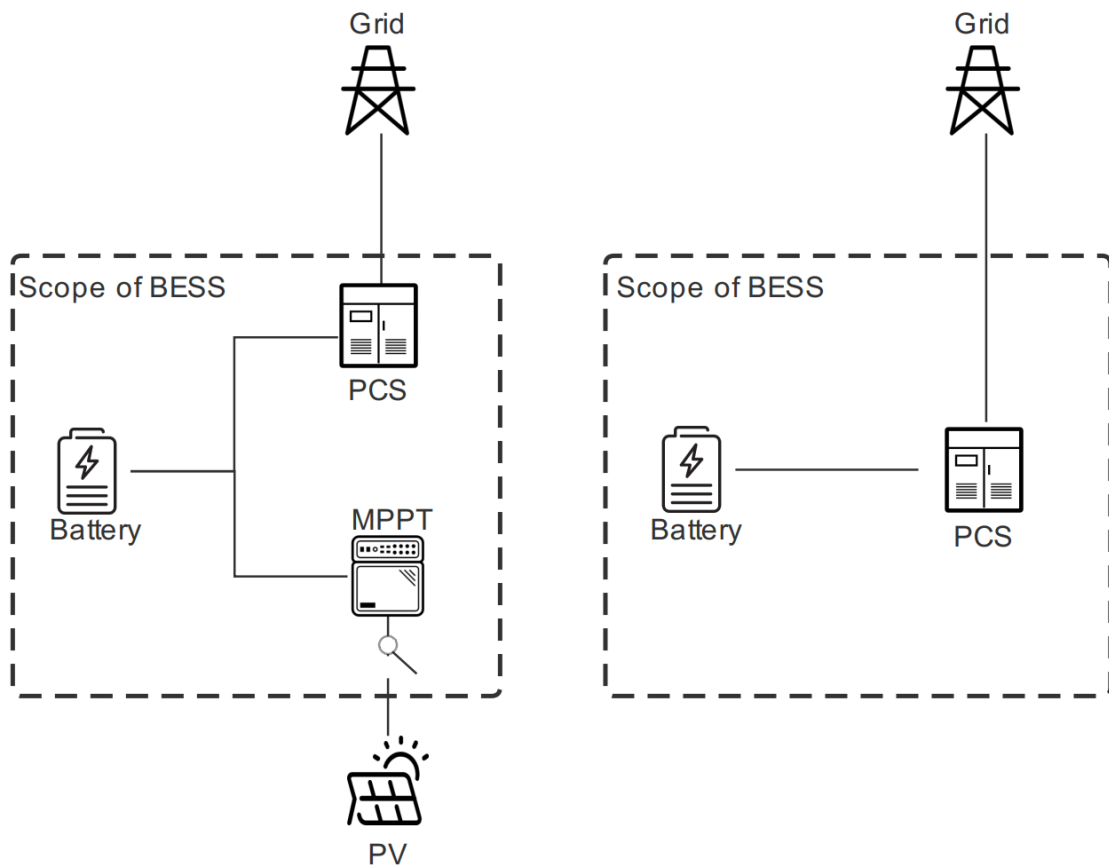 Grid
Scope of BESS
PCS
Battery
MPPT
PV
Grid
Scope of BESS
Battery
PCS